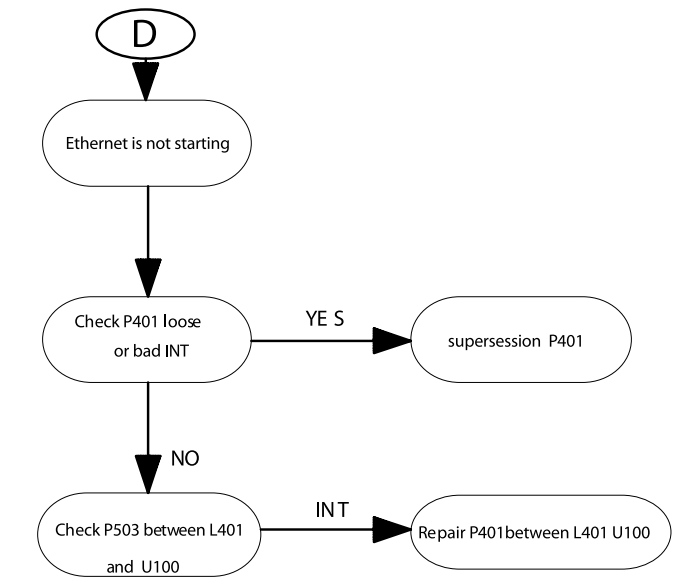 D
Ethernet is not starting
Check P401 loose
or bad INT
YE S
supersession P401
NO
Check P503 between L401
and U100
INT
Repair P401between L401 U100